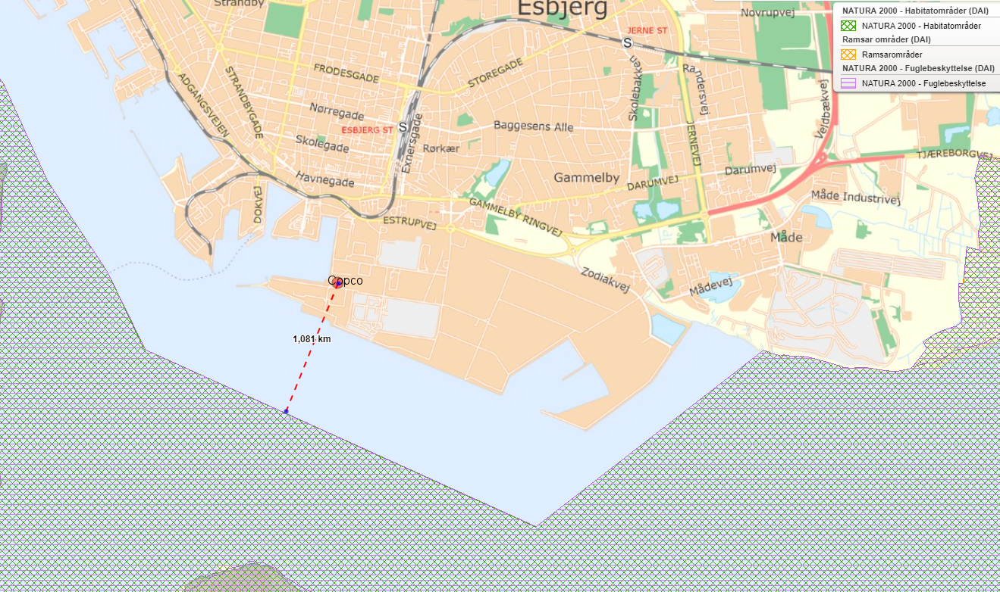 Strandby
Esbjerg
Novrupvej
NATURA 2000 - Habitatområder (DAI)
NATURA 2000 - Habitatområder
Ramsar områder (DAI)
Ramsarområder
NATURA 2000 - Fuglebeskyttelse (DAI)
NATURA 2000 - Fuglebeskyttelse
JERNE ST
S
FRODESGADE
STOREGADE
Skolebakken
Randersvej
ADGANGSVEJEN
STRANDBYGADE
Nørregade
Veldbækvej
ESBJERG ST
S
Baggesens Alle
Skolegade
Exnersgade
Rørkær
JERNEVEJ
TJÆREBORGVEJ
Havnegade
Gammelby
DARUMVEJ
Darumvej
DOKVEJ
ESTRUPVEJ
GAMMELBY RINGVEJ
Måde Industrivej
Måde
Copco
Zodiakvej
Mådevej
1,081 km